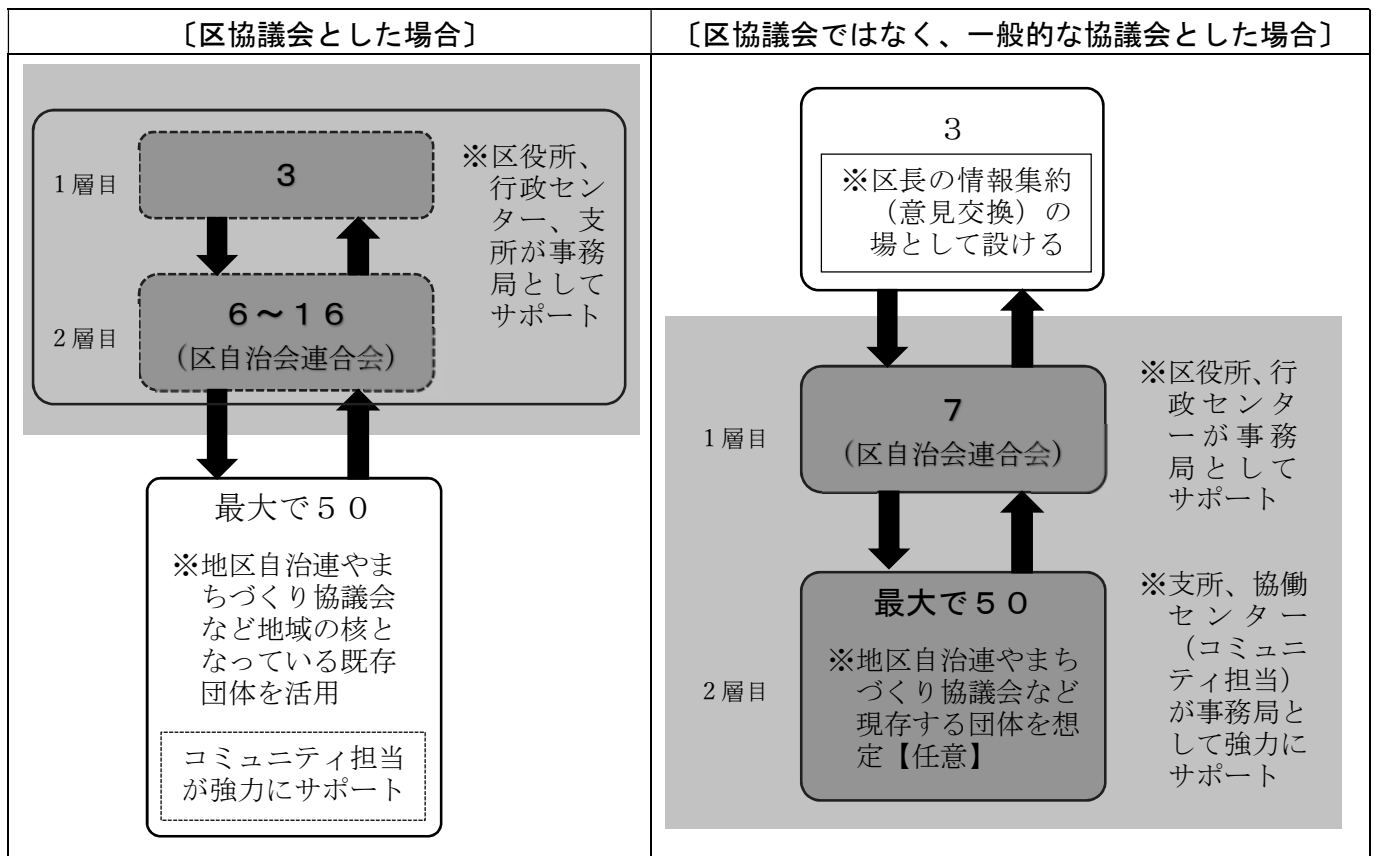 〔区協議会とした場合〕
1層目
3
※区役所、
行政セン
ター、支
所が事務
局として
サポート
2層目
6～16
(区自治会連合会)
最大で50
※地区自治連やま
ちづくり協議会
など地域の核と
なっている既存
団体を活用
コミュニティ担当
が強力にサポート
〔区協議会ではなく、一般的な協議会とした場合〕
3
※区長の情報集約
（意見交換）の
場として設ける
1層目
7
(区自治会連合会)
※区役所、行
政センタ
ーが事務
局として
サポート
2層目
最大で50
※地区自治連やまち
づくり協議会など
現存する団体を想
定【任意】
※支所、協働
センター
（コミュニ
ティ担当）
が事務局と
して強力に
サポート